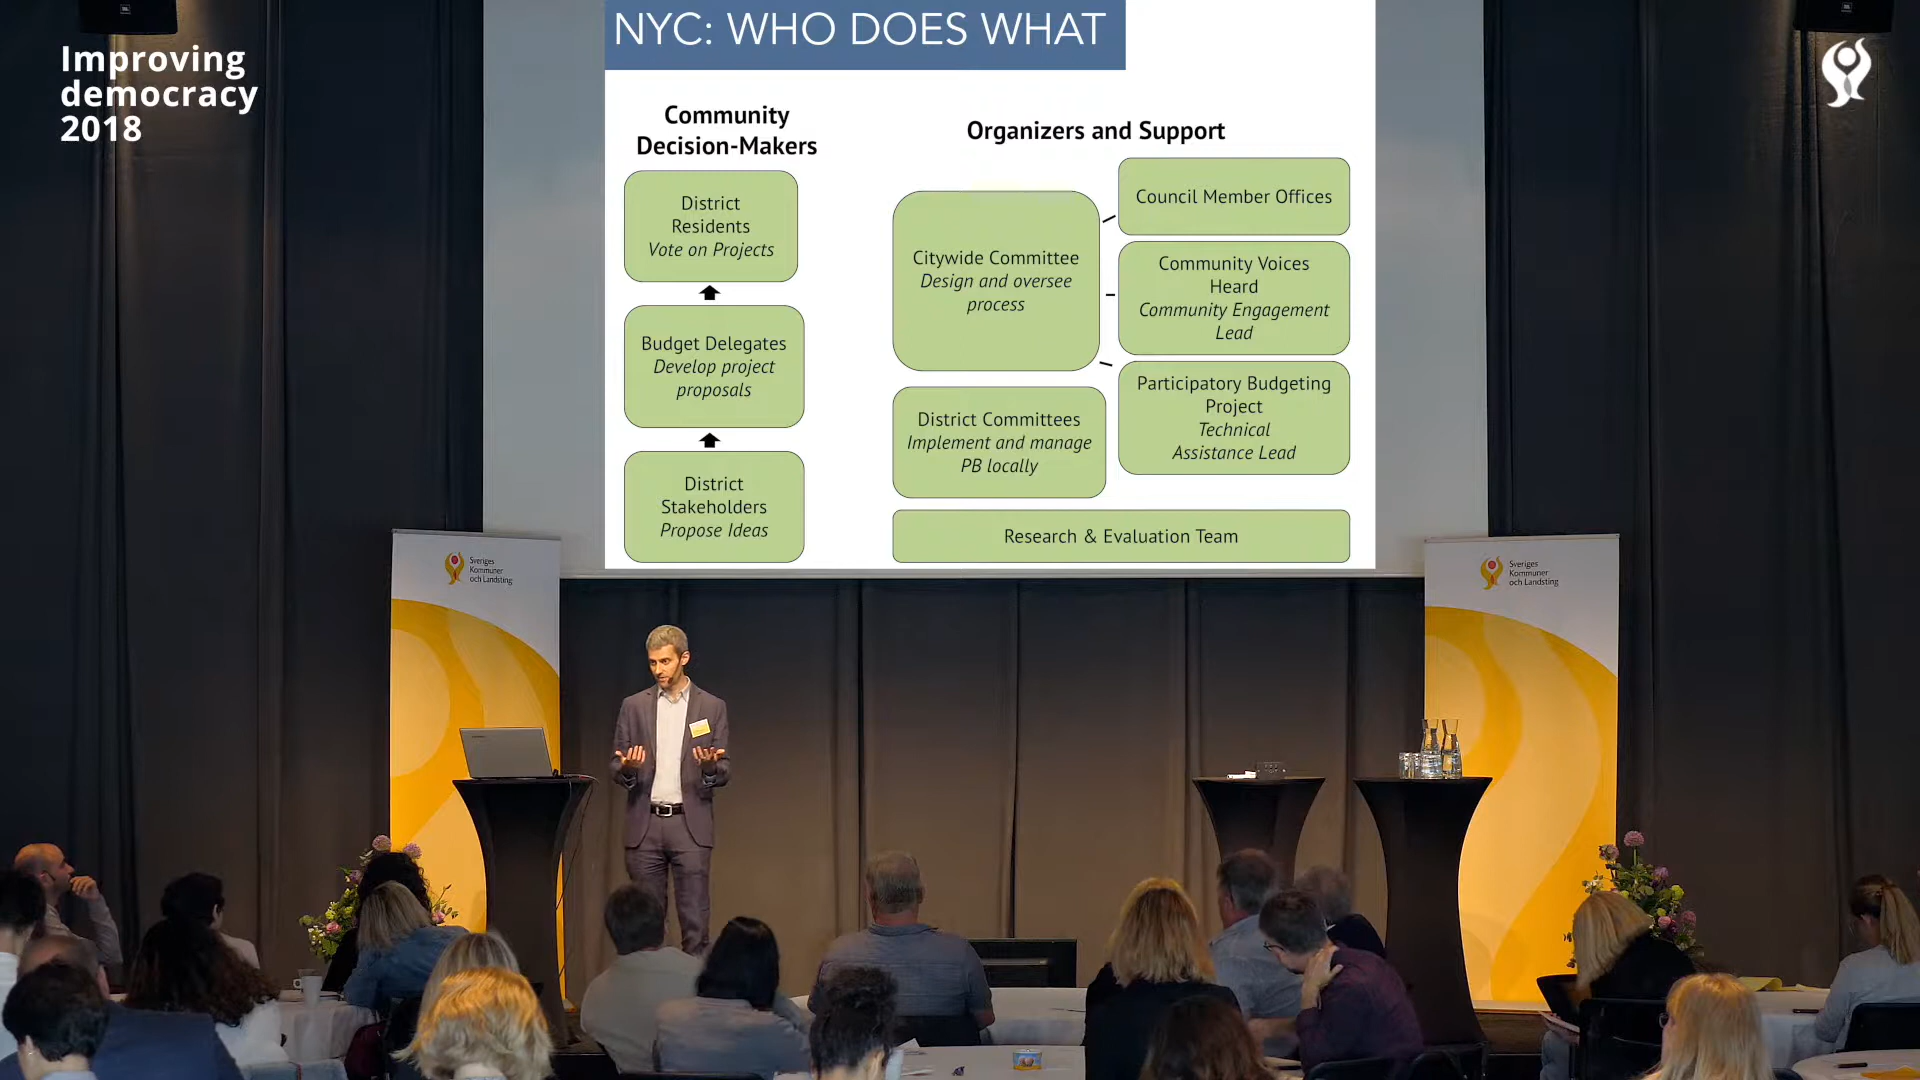 Improving
democracy
2018
NYC: WHO DOES WHAT
Community
Decision-Makers
District
Residents
Vote on Projects
Budget Delegates
Develop project
proposals
District
Stakeholders
Propose Ideas
Organizers and Support
Citywide Committee
Design and oversee
process
District Committees
Implement and manage
PB locally
Council Member Offices
Community Voices
Heard
Community Engagement
Lead
Participatory Budgeting
Project
Technical
Assistance Lead
Research & Evaluation Team
Sveriges
Kommuner
och Landsting
Sveriges
Kommuner
och Landsting